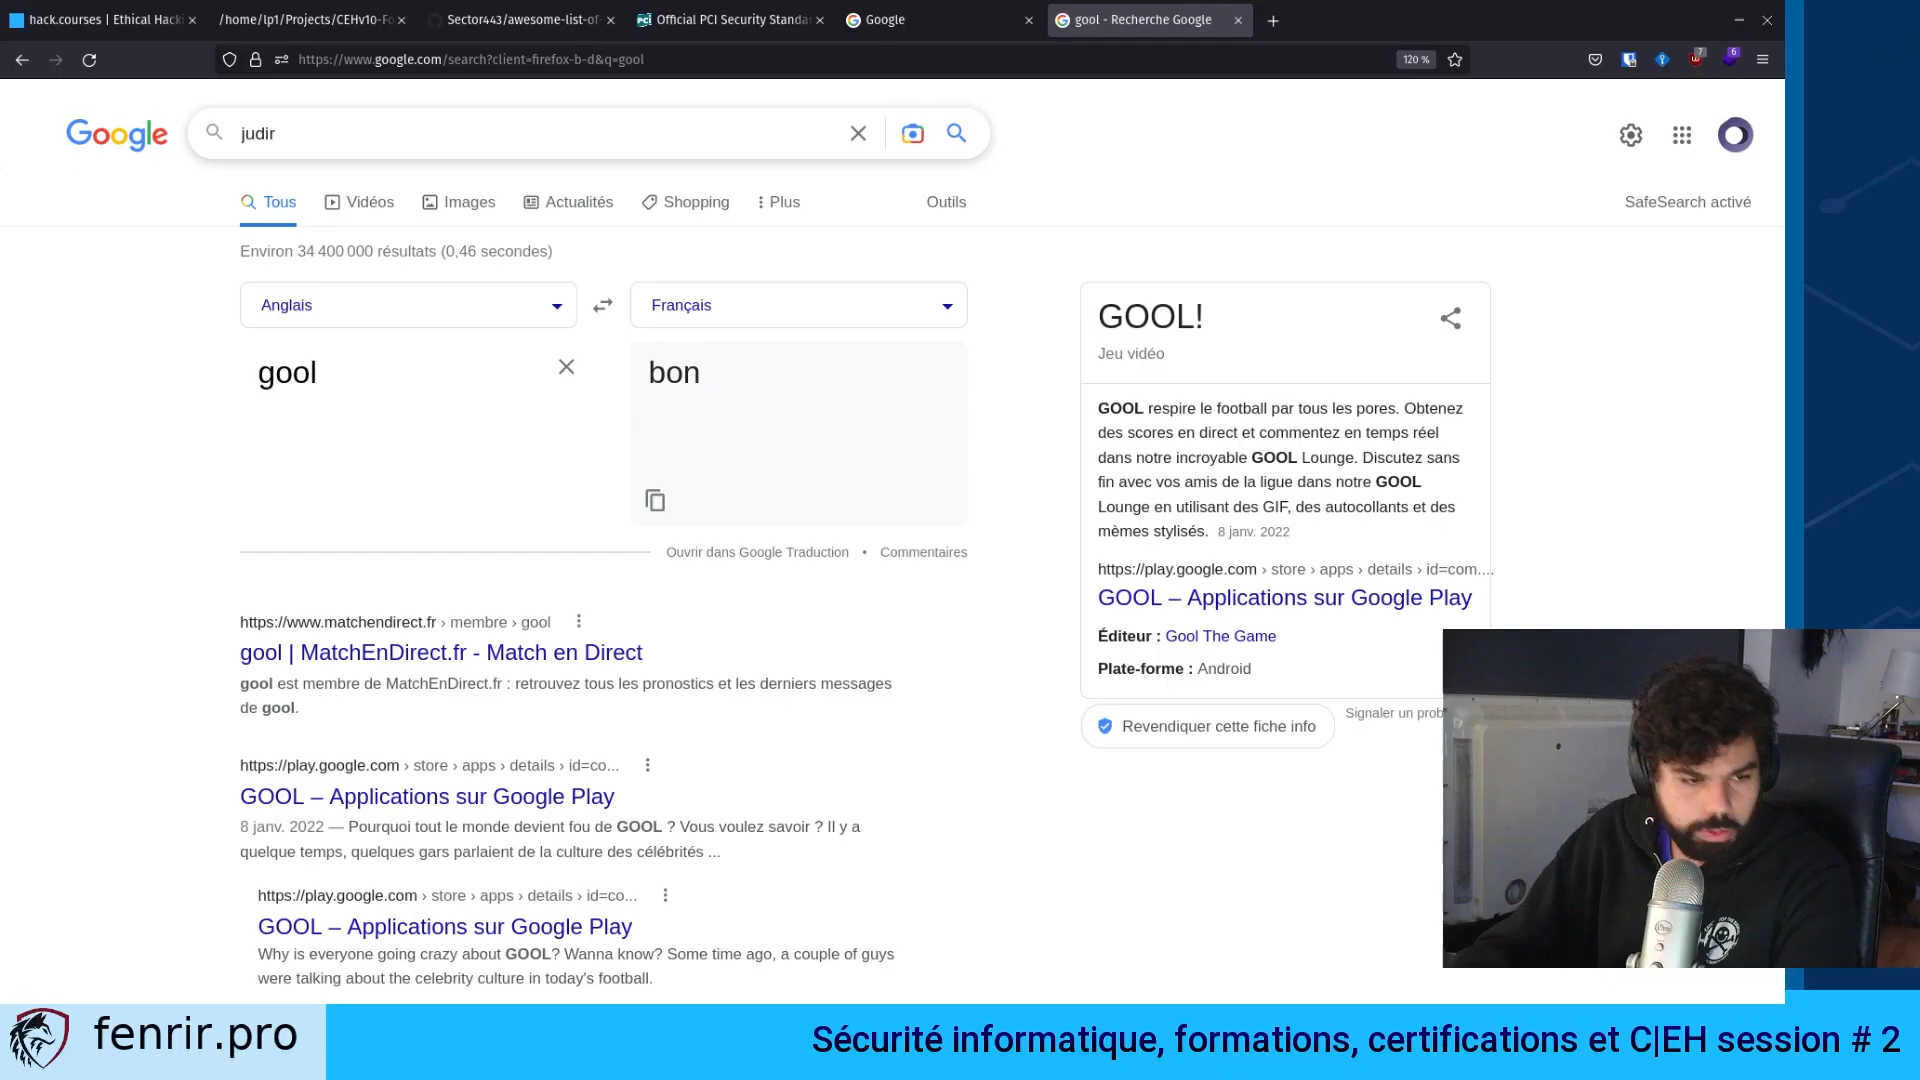 hack.courses | Ethical Hacki
/home/lp1/Projects/CEHv10-Fo
Sector443/awesome-list-of-
Official PCI Security Standar
Google
gool - Recherche Google
https://www.google.com/search?client=firefox-b-d&q=gool
120 %
7
6
Google
judir
Tous
Vidéos
Images
Actualités
Shopping
Plus
Outils
SafeSearch activé
Environ 34 400 000 résultats (0,46 secondes)
Anglais
Français
gool
bon
Ouvrir dans Google Traduction • Commentaires
https://www.matchendirect.fr › membre › gool
gool | MatchEnDirect.fr - Match en Direct
gool est membre de MatchEnDirect.fr : retrouvez tous les pronostics et les derniers messages
de gool.
https://play.google.com › store › apps › details › id=co...
GOOL – Applications sur Google Play
8 janv. 2022 — Pourquoi tout le monde devient fou de GOOL ? Vous voulez savoir ? Il y a
quelque temps, quelques gars parlaient de la culture des célébrités ...
https://play.google.com › store › apps › details › id=co...
GOOL – Applications sur Google Play
Why is everyone going crazy about GOOL? Wanna know? Some time ago, a couple of guys
were talking about the celebrity culture in today's football.
GOOL!
Jeu vidéo
GOOL respire le football par tous les pores. Obtenez
des scores en direct et commentez en temps réel
dans notre incroyable GOOL Lounge. Discutez sans
fin avec vos amis de la ligue dans notre GOOL
Lounge en utilisant des GIF, des autocollants et des
mèmes stylisés. 8 janv. 2022
https://play.google.com › store › apps › details › id=com....
GOOL – Applications sur Google Play
Éditeur : Gool The Game
Plate-forme : Android
Revendiquer cette fiche info
Signaler un prob
fenrir.pro
Sécurité informatique, formations, certifications et C|EH session # 2